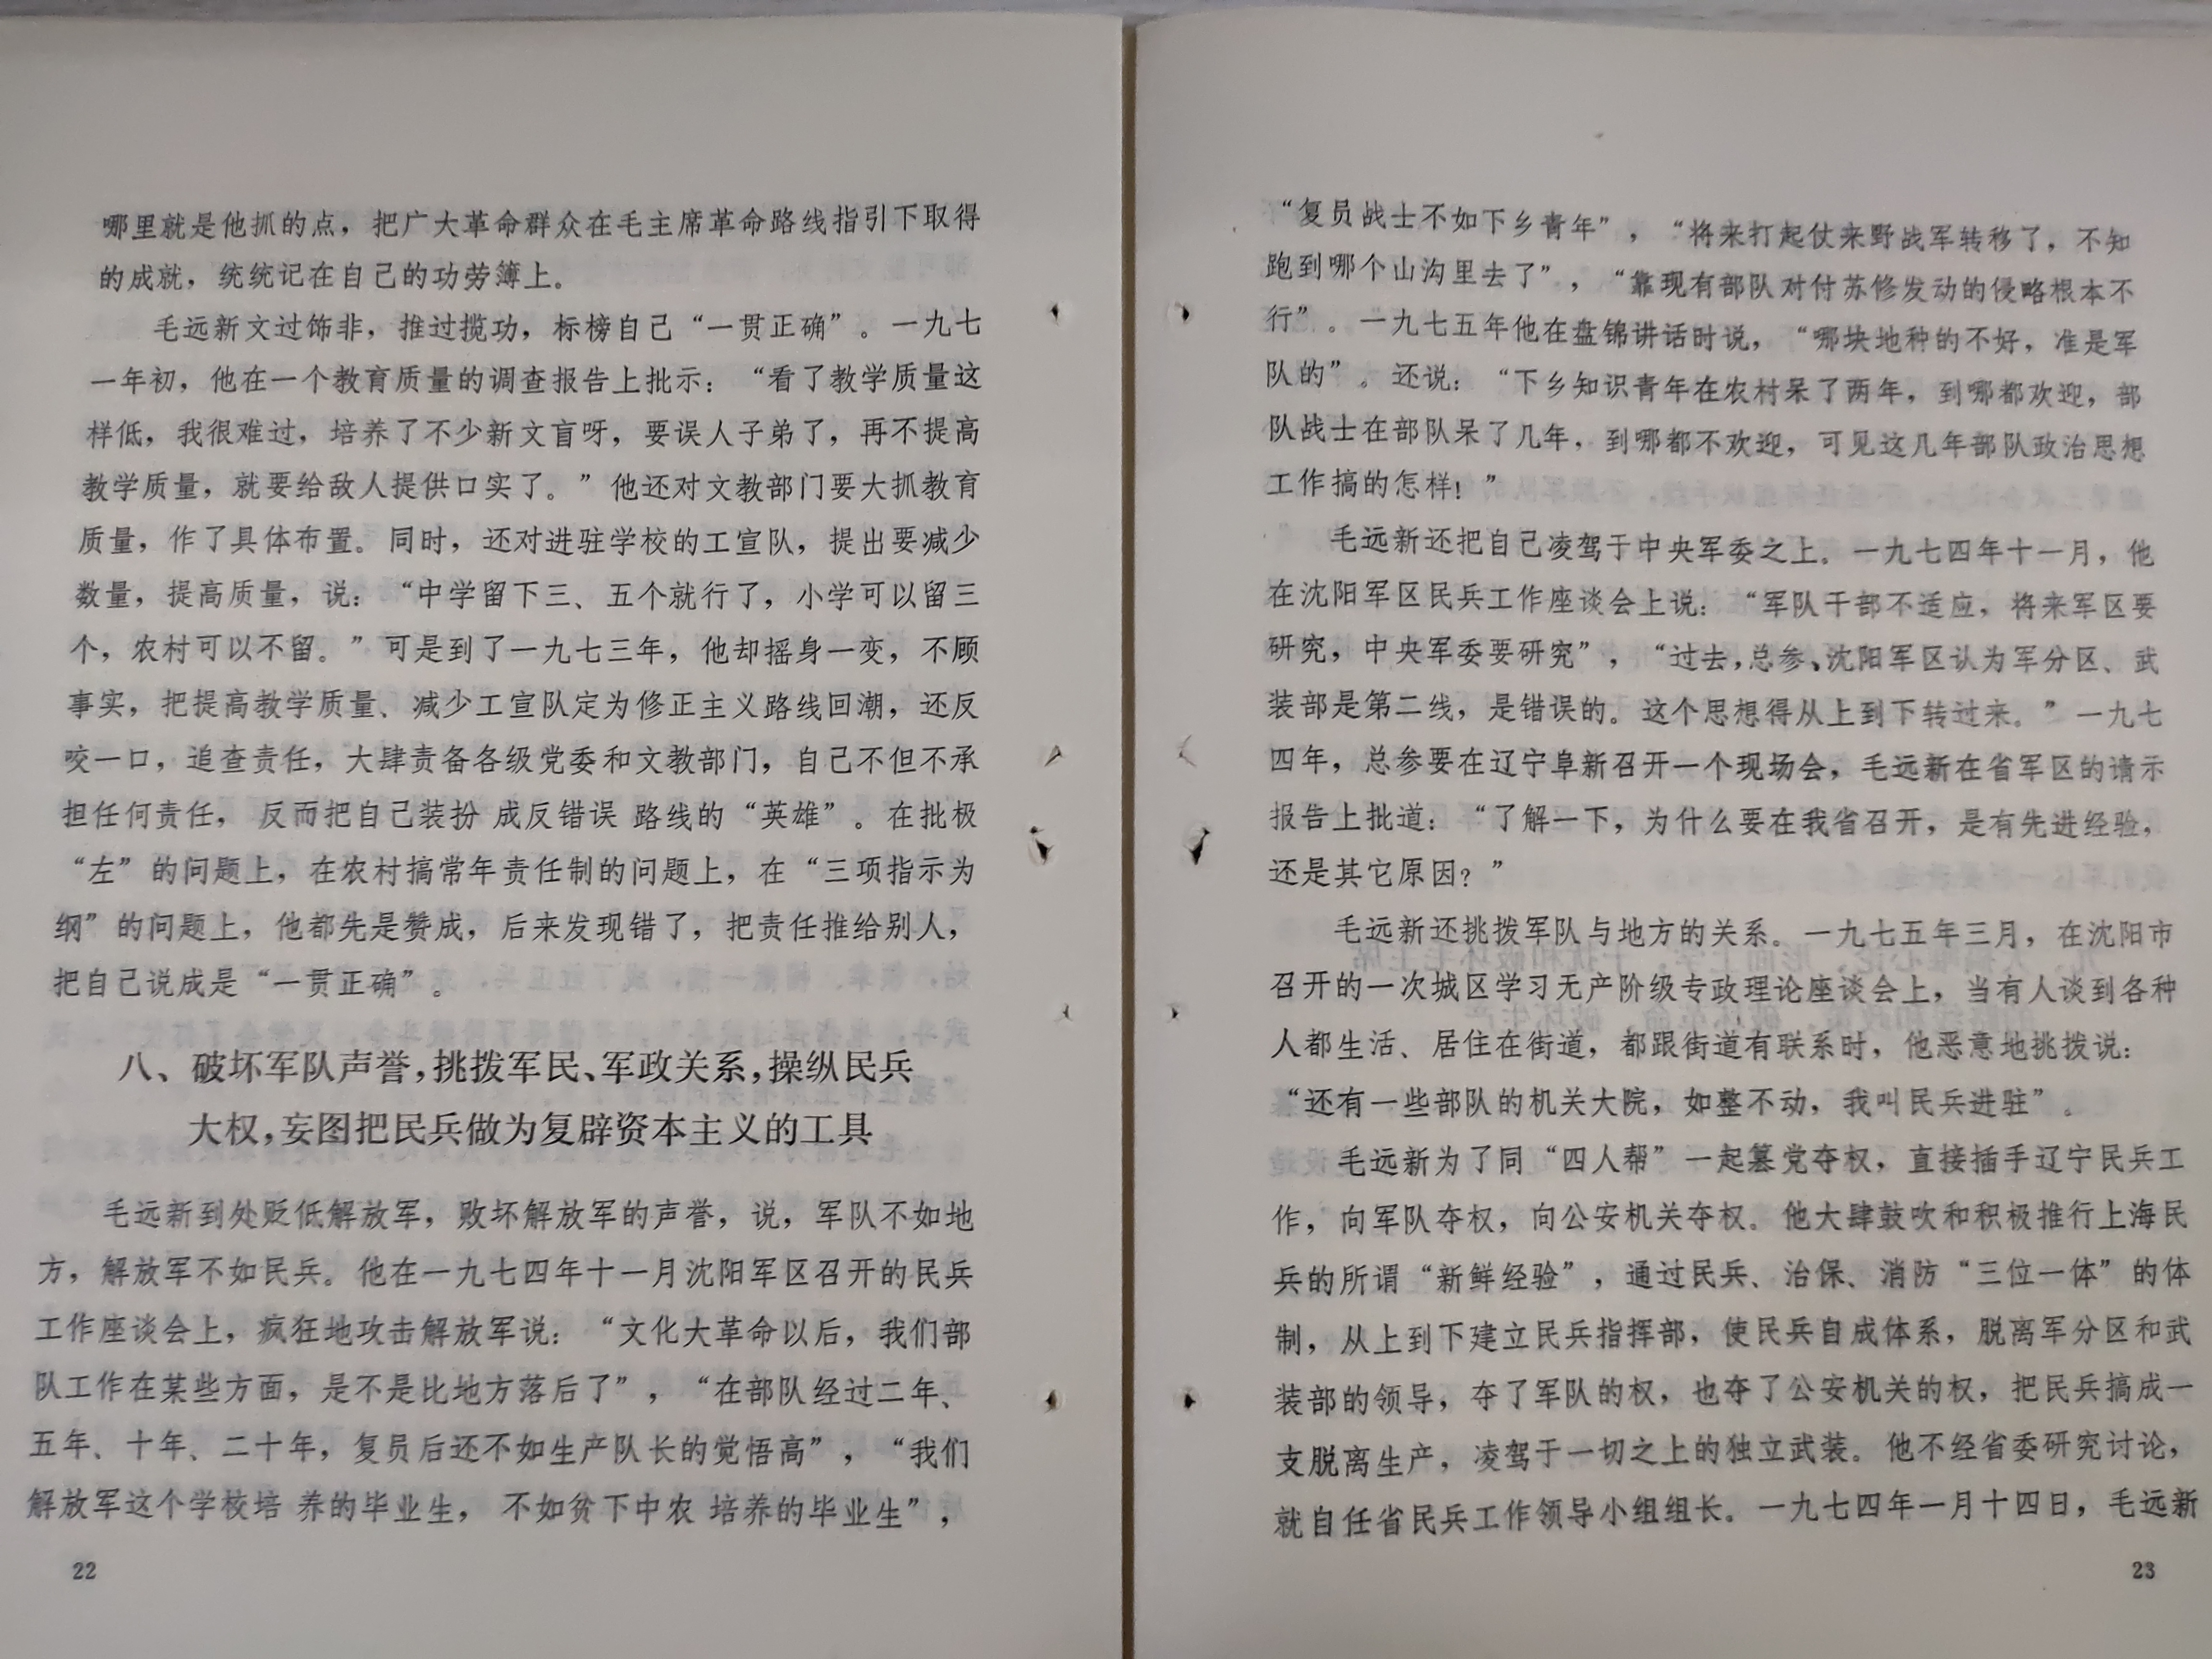 哪里就是他抓的点，把广大革命群众在毛主席革命路线指引下取得
的成就，统统记在自己的功劳簿上。
毛远新文过饰非，推过揽功，标榜自己“一贯正确”。一九七
一年初，他在一个教育质量的调查报告上批示：“看了教学质量这
样低，我很难过，培养了不少新文盲呀，要误人子弟了，再不提高
教学质量，就要给敌人提供口实了。”他还对文教部门要大抓教育
质量，作了具体布置。同时，还对进驻学校的工宣队，提出要减少
数量，提高质量，说：“中学留下三、五个就行了，小学可以留三
个，农村可以不留。”可是到了一九七三年，他却摇身一变，不顾
事实，把提高教学质量、减少工宣队定为修正主义路线回潮，还反
咬一口，追查责任，大肆责备各级党委和文教部门，自己不但不承
担任何责任，反而把自己装扮成反错误路线的“英雄”。在批极
“左”的问题上，在农村搞常年责任制的问题上，在“三项指示为
纲”的问题上，他都先是赞成，后来发现错了，把责任推给别人，
把自己说成是“一贯正确”。
八、破坏军队声誉，挑拨军民、军政关系，操纵民兵
大权，妄图把民兵做为复辟资本主义的工具
毛远新到处贬低解放军，败坏解放军的声誉，说，军队不如地
方，解放军不如民兵。他在一九七四年十一月沈阳军区召开的民兵
工作座谈会上，疯狂地攻击解放军说：“文化大革命以后，我们部
队工作在某些方面，是不是比地方落后了”，“在部队经过二年、
五年、十年、二十年，复员后还不如生产队长的觉悟高”，“我们
解放军这个学校培养的毕业生，不如贫下中农培养的毕业生”，
22
“复员战士不如下乡青年”，“将来打起仗来野战军转移了，不知
跑到哪个山沟里去了”，“靠现有部队对付苏修发动的侵略根本不
行”。一九七五年他在盘锦讲话时说，“哪块地种的不好，准是军
队的”。还说：“下乡知识青年在农村呆了两年，到哪都欢迎，部
队战士在部队呆了几年，到哪都不欢迎，可见这几年部队政治思想
工作搞的怎样！”
毛远新还把自己凌驾于中央军委之上。一九七四年十一月，他
在沈阳军区民兵工作座谈会上说：“军队干部不适应，将来军区要
研究，中央军委要研究”，“过去，总参、沈阳军区认为军分区、武
装部是第二线，是错误的。这个思想得从上到下转过来。”一九七
四年，总参要在辽宁阜新召开一个现场会，毛远新在省军区的请示
报告上批道：“了解一下，为什么要在我省召开，是有先进经验，
还是其它原因？”
毛远新还挑拨军队与地方的关系。一九七五年三月，在沈阳市
召开的一次城区学习无产阶级专政理论座谈会上，当有人谈到各种
人都生活、居住在街道，都跟街道有联系时，他恶意地挑拨说：
“还有一些部队的机关大院，如整不动，我叫民兵进驻”。
毛远新为了同“四人帮”一起篡党夺权，直接插手辽宁民兵工
作，向军队夺权，向公安机关夺权。他大肆鼓吹和积极推行上海民
兵的所谓“新鲜经验”，通过民兵、治保、消防“三位一体”的体
制，从上到下建立民兵指挥部，使民兵自成体系，脱离军分区和武
装部的领导，夺了军队的权，也夺了公安机关的权，把民兵搞成一
支脱离生产，凌驾于一切之上的独立武装。他不经省委研究讨论，
就自任省民兵工作领导小组组长。一九七四年一月十四日，毛远新
23